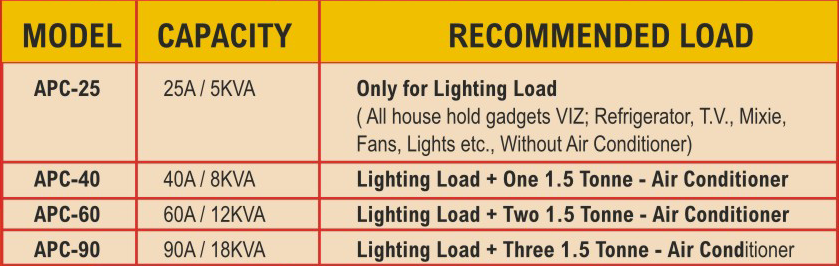 MODEL CAPACITY RECOMMENDED LOAD
APC-25 25A / 5KVA Only for Lighting Load
( All house hold gadgets VIZ; Refrigerator, T.V., Mixie,
Fans, Lights etc., Without Air Conditioner)
APC-40 40A / 8KVA Lighting Load + One 1.5 Tonne - Air Conditioner
APC-60 60A / 12KVA Lighting Load + Two 1.5 Tonne - Air Conditioner
APC-90 90A / 18KVA Lighting Load + Three 1.5 Tonne - Air Conditioner